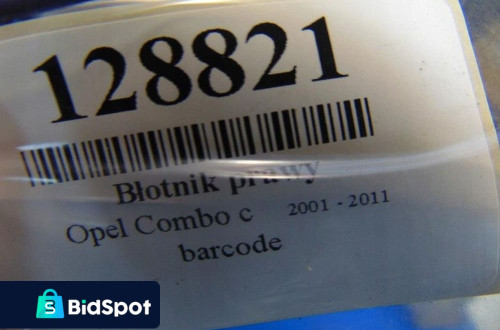 128821
Błotnik prawy
Opel Combo c 2001 - 2011
barcode
BidSpot